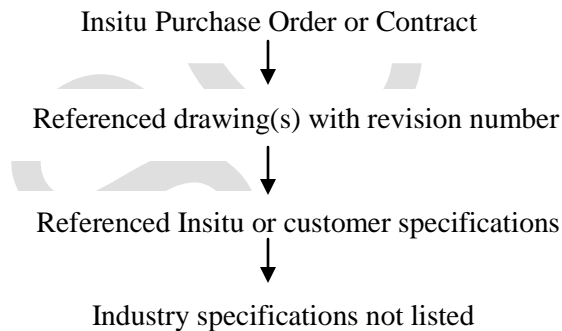 Insitu Purchase Order or Contract
Referenced drawing(s) with revision number
Referenced Insitu or customer specifications
Industry specifications not listed